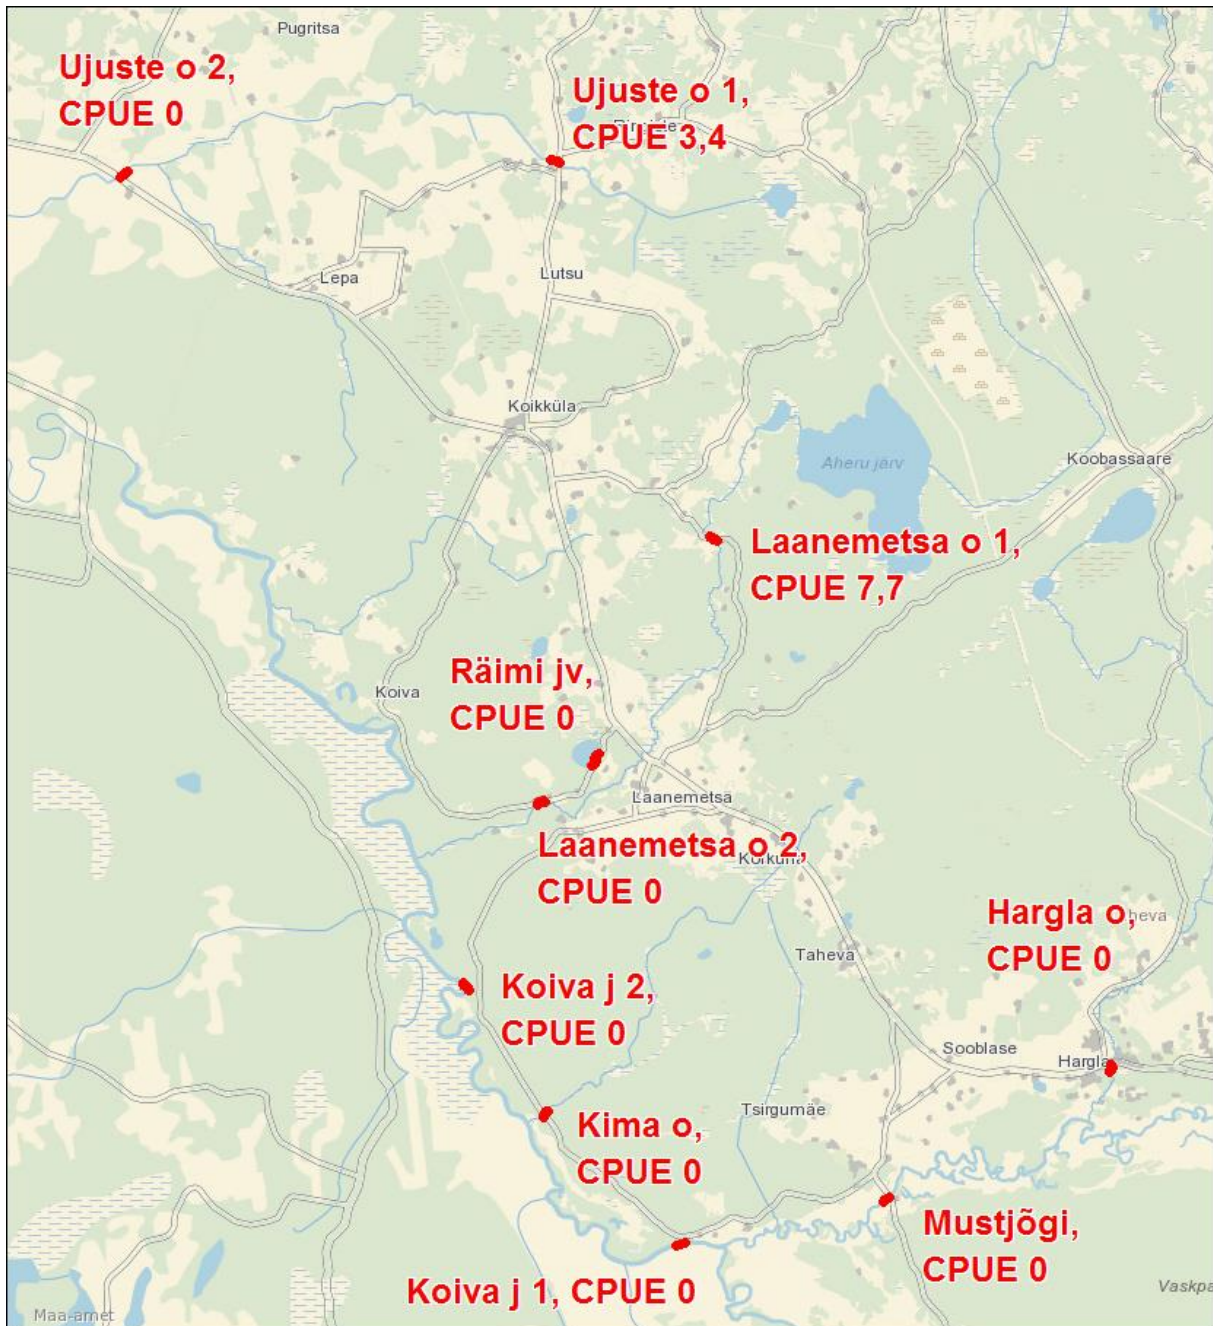 Pugritsa
Ujuste o 2,
CPUE 0
Ujuste o 1,
CPUE 3,4
Lepa
Lutsu
Koikküla
Aheru järv
Koobassaare
Laanemetsa o 1,
CPUE 7,7
Räimi jv,
CPUE 0
Koiva
Laanemetsa
Laanemetsa o 2,
CPUE 0
Hargla o,
CPUE 0
Taheva
Koiva j 2,
CPUE 0
Sooblase
Hargla
Tsirgumäe
Kima o,
CPUE 0
Mustjõgi,
CPUE 0
Koiva j 1, CPUE 0
Vaskpa
Maa-amet